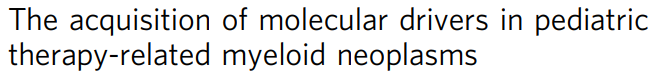 The acquisition of molecular drivers in pediatric
therapy-related myeloid neoplasms